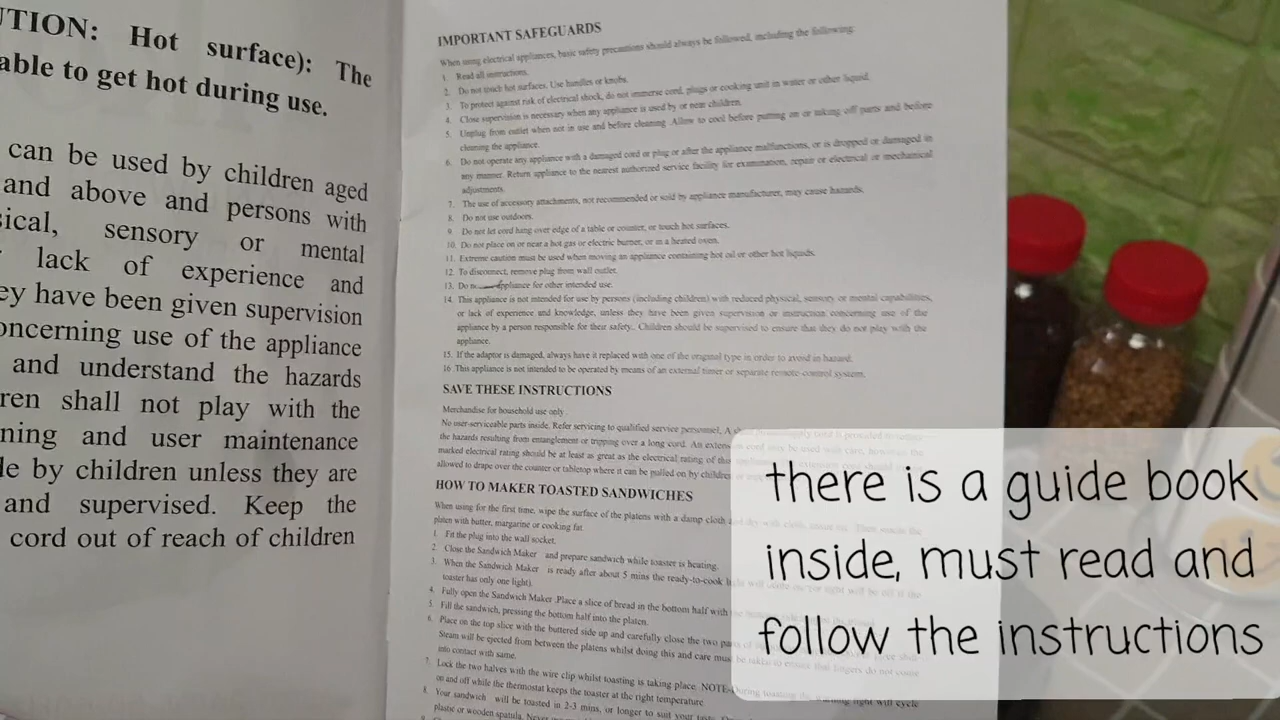 UTION: Hot surface): The
able to get hot during use.
can be used by children aged
and above and persons with
sical, sensory or mental
lack of experience and
ey have been given supervision
oncerning use of the appliance
and understand the hazards
ren shall not play with the
ning and user maintenance
le by children unless they are
and supervised. Keep the
cord out of reach of children
IMPORTANT SAFEGUARDS
When using electrical appliances, basic safety precautions should always be followed, including the following:
1. Read all instructions.
2. Do not touch hot surfaces. Use handles or knobs.
3. To protect against risk of electrical shock, do not immerse cord, plugs or cooking unit in water or other liquid.
4. Close supervision is necessary when any appliance is used by or near children.
5. Unplug from outlet when not in use and before cleaning. Allow to cool before putting on or taking off parts and before
cleaning the appliance.
6. Do not operate any appliance with a damaged cord or plug or after the appliance malfunctions, or is dropped or damaged in
any manner. Return appliance to the nearest authorized service facility for examination, repair or electrical or mechanical
adjustments.
7. The use of accessory attachments, not recommended or sold by appliance manufacturer, may cause hazards.
8. Do not use outdoors.
9. Do not let cord hang over edge of a table or counter, or touch hot surfaces.
10. Do not place on or near a hot gas or electric burner, or in a heated oven.
11. Extreme caution must be used when moving an appliance containing hot oil or other hot liquids.
12. To disconnect, remove plug from wall outlet.
13. Do appliance for other intended use.
14. This appliance is not intended for use by persons (including children) with reduced physical, sensory or mental capabilities,
or lack of experience and knowledge, unless they have been given supervision or instruction concerning use of the
appliance by a person responsible for their safety. Children should be supervised to ensure that they do not play with the
appliance.
15. If the adaptor is damaged, always have it replaced with one of the original type in order to avoid in hazard.
16 .This appliance is not intended to be operated by means of an external timer or separate remote-control system.
SAVE THESE INSTRUCTIONS
Merchandise for household use only .
No user-serviceable parts inside, Refer servicing to qualified service personnel, A
the hazards resulting from entanglement or tripping over a long cord. An extension cord may be used with care, however the
marked electrical rating should be at least as great as the electrical rating of the
allowed to drape over the counter or tabletop where it can be pulled on by children
HOW TO MAKER TOASTED SANDWICHES
When using for the first time, wipe the surface of the platens with a damp cloth
platen with butter, margarine or cooking fat.
1. Fit the plug into the wall socket.
2. Close the Sandwich Maker and prepare sandwich while toaster is heating.
3. When the Sandwich Maker is ready after about 5 mins the ready-to-cook
toaster has only one light)
4. Fully open the Sandwich Maker .Place a slice of bread in the bottom half with
5. Fill the sandwich, pressing the bottom half into the platen.
6. Place on the top slice with the buttered side up and carefully close the two
Steam will be ejected from between the platens whilst doing this and care must be taken to ensure that fingers do not come
into contact with same.
7. Lock the two halves with the wire clip whilst toasting is taking place. NOTE: During toasting the warning light will cycle
on and off while the thermostat keeps the toaster at the right temperature.
8. Your sandwich will be toasted in 2-3 mins, or longer to suit your taste.
plastic or wooden spatula. Never
there is a guide book
inside, must read and
follow the instructions